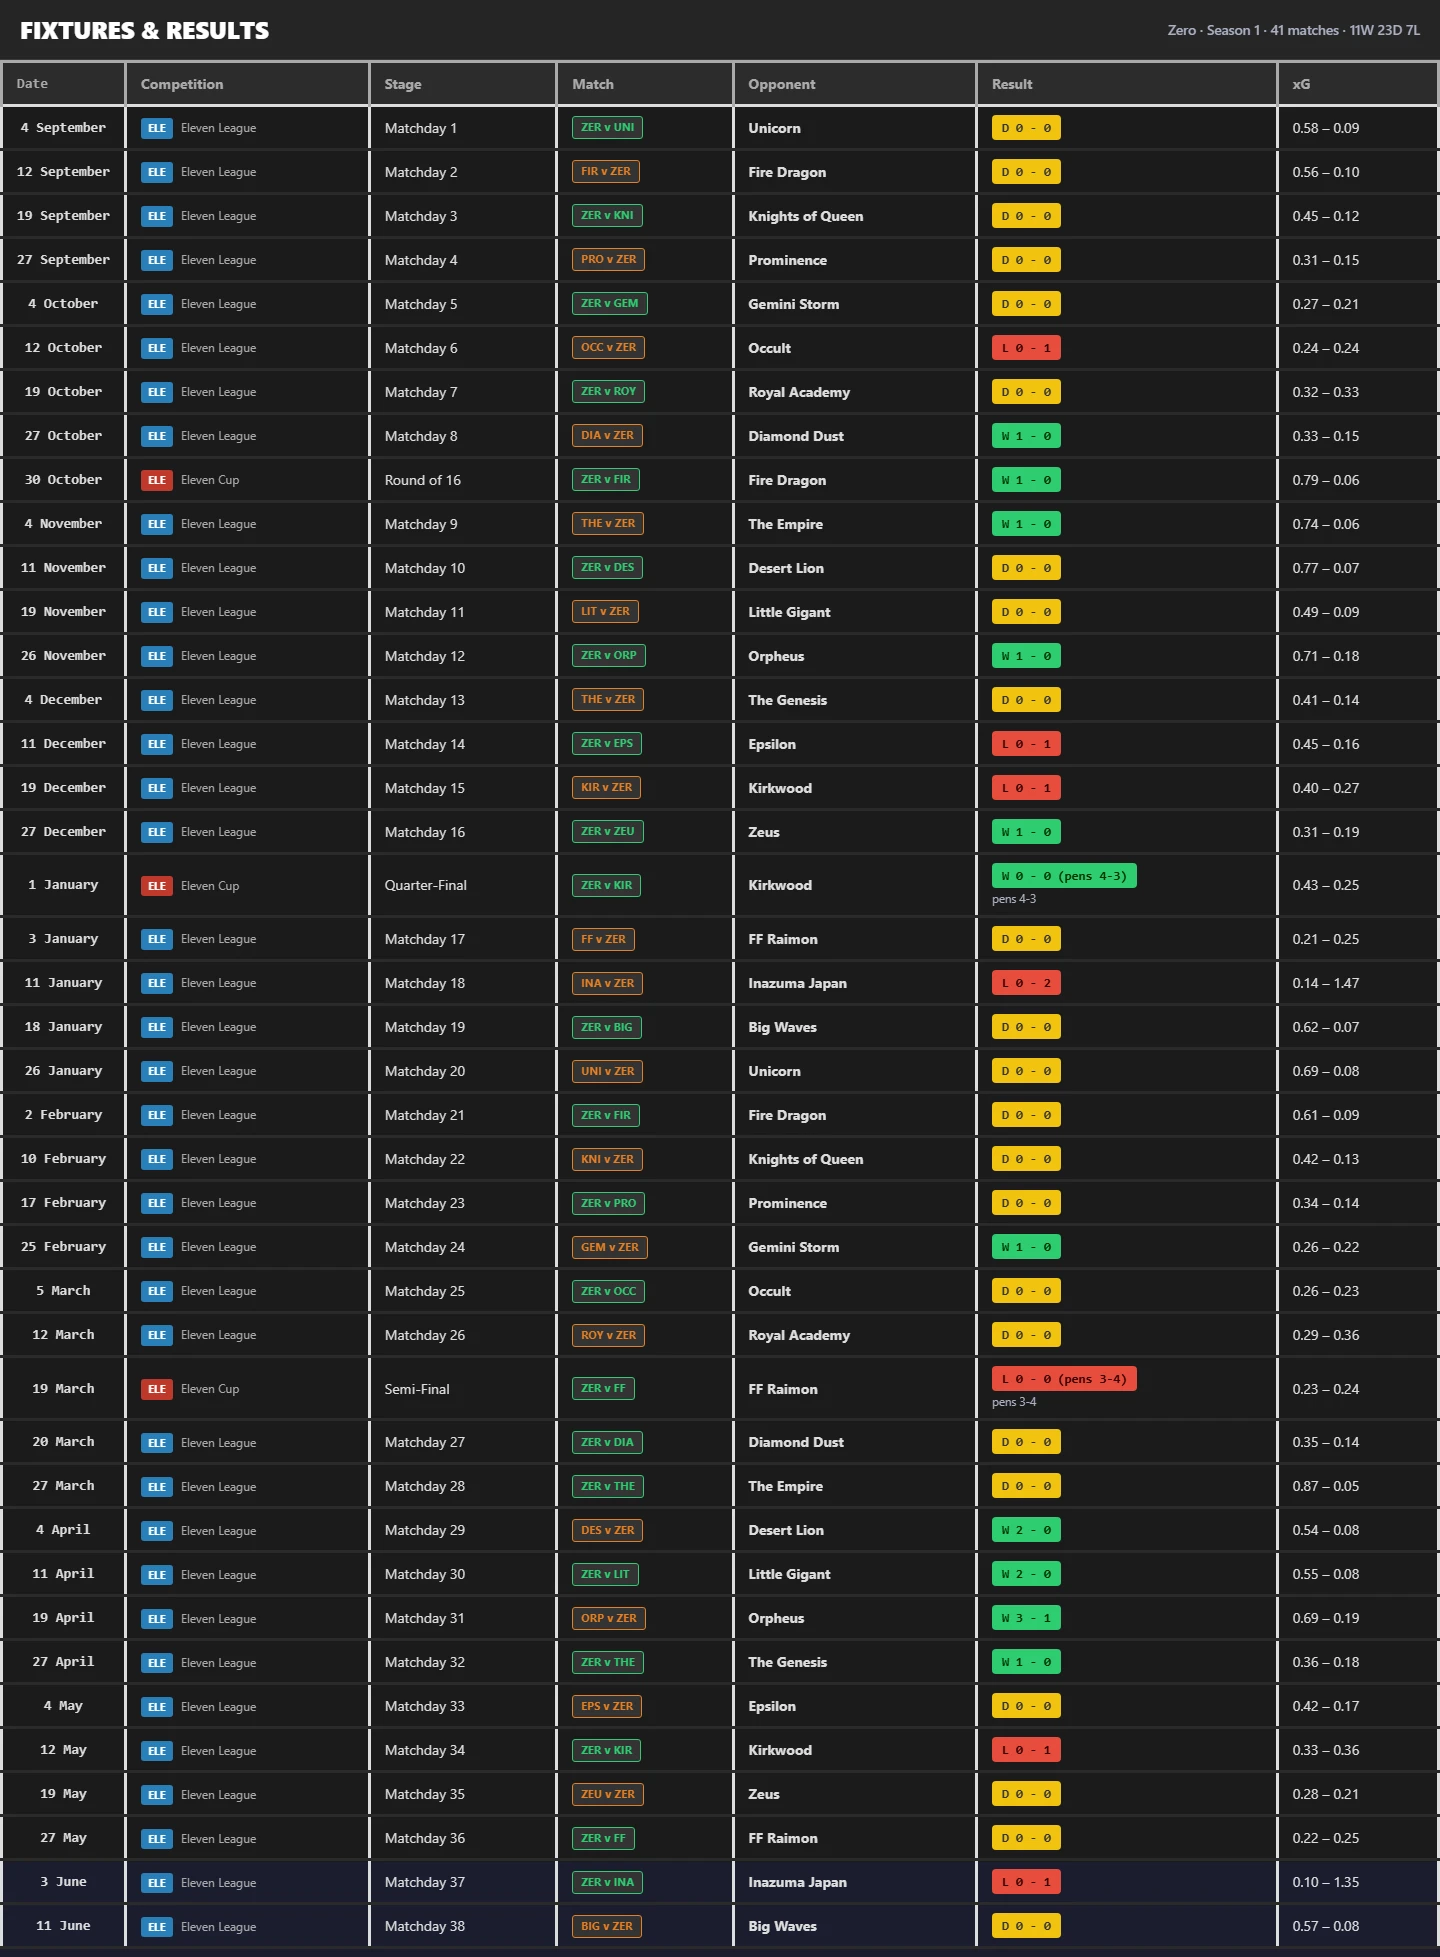 FIXTURES & RESULTS
Zero · Season 1 · 41 matches · 11W 23D 7L
Date Competition Stage Match Opponent Result xG
4 September ELE Eleven League Matchday 1 ZER v UNI Unicorn D 0 - 0 0.58 – 0.09
12 September ELE Eleven League Matchday 2 FIR v ZER Fire Dragon D 0 - 0 0.56 – 0.10
19 September ELE Eleven League Matchday 3 ZER v KNI Knights of Queen D 0 - 0 0.45 – 0.12
27 September ELE Eleven League Matchday 4 PRO v ZER Prominence D 0 - 0 0.31 – 0.15
4 October ELE Eleven League Matchday 5 ZER v GEM Gemini Storm D 0 - 0 0.27 – 0.21
12 October ELE Eleven League Matchday 6 OCC v ZER Occult L 0 - 1 0.24 – 0.24
19 October ELE Eleven League Matchday 7 ZER v ROY Royal Academy D 0 - 0 0.32 – 0.33
27 October ELE Eleven League Matchday 8 DIA v ZER Diamond Dust W 1 - 0 0.33 – 0.15
30 October ELE Eleven Cup Round of 16 ZER v FIR Fire Dragon W 1 - 0 0.79 – 0.06
4 November ELE Eleven League Matchday 9 THE v ZER The Empire W 1 - 0 0.74 – 0.06
11 November ELE Eleven League Matchday 10 ZER v DES Desert Lion D 0 - 0 0.77 – 0.07
19 November ELE Eleven League Matchday 11 LIT v ZER Little Gigant D 0 - 0 0.49 – 0.09
26 November ELE Eleven League Matchday 12 ZER v ORP Orpheus W 1 - 0 0.71 – 0.18
4 December ELE Eleven League Matchday 13 THE v ZER The Genesis D 0 - 0 0.41 – 0.14
11 December ELE Eleven League Matchday 14 ZER v EPS Epsilon L 0 - 1 0.45 – 0.16
19 December ELE Eleven League Matchday 15 KIR v ZER Kirkwood L 0 - 1 0.40 – 0.27
27 December ELE Eleven League Matchday 16 ZER v ZEU Zeus W 1 - 0 0.31 – 0.19
1 January ELE Eleven Cup Quarter-Final ZER v KIR Kirkwood W 0 - 0 (pens 4-3) 0.43 – 0.25
pens 4-3
3 January ELE Eleven League Matchday 17 FF v ZER FF Raimon D 0 - 0 0.21 – 0.25
11 January ELE Eleven League Matchday 18 INA v ZER Inazuma Japan L 0 - 2 0.14 – 1.47
18 January ELE Eleven League Matchday 19 ZER v BIG Big Waves D 0 - 0 0.62 – 0.07
26 January ELE Eleven League Matchday 20 UNI v ZER Unicorn D 0 - 0 0.69 – 0.08
2 February ELE Eleven League Matchday 21 ZER v FIR Fire Dragon D 0 - 0 0.61 – 0.09
10 February ELE Eleven League Matchday 22 KNI v ZER Knights of Queen D 0 - 0 0.42 – 0.13
17 February ELE Eleven League Matchday 23 ZER v PRO Prominence D 0 - 0 0.34 – 0.14
25 February ELE Eleven League Matchday 24 GEM v ZER Gemini Storm W 1 - 0 0.26 – 0.22
5 March ELE Eleven League Matchday 25 ZER v OCC Occult D 0 - 0 0.26 – 0.23
12 March ELE Eleven League Matchday 26 ROY v ZER Royal Academy D 0 - 0 0.29 – 0.36
19 March ELE Eleven Cup Semi-Final ZER v FF FF Raimon L 0 - 0 (pens 3-4) 0.23 – 0.24
pens 3-4
20 March ELE Eleven League Matchday 27 ZER v DIA Diamond Dust D 0 - 0 0.35 – 0.14
27 March ELE Eleven League Matchday 28 ZER v THE The Empire D 0 - 0 0.87 – 0.05
4 April ELE Eleven League Matchday 29 DES v ZER Desert Lion W 2 - 0 0.54 – 0.08
11 April ELE Eleven League Matchday 30 ZER v LIT Little Gigant W 2 - 0 0.55 – 0.08
19 April ELE Eleven League Matchday 31 ORP v ZER Orpheus W 3 - 1 0.69 – 0.19
27 April ELE Eleven League Matchday 32 ZER v THE The Genesis W 1 - 0 0.36 – 0.18
4 May ELE Eleven League Matchday 33 EPS v ZER Epsilon D 0 - 0 0.42 – 0.17
12 May ELE Eleven League Matchday 34 ZER v KIR Kirkwood L 0 - 1 0.33 – 0.36
19 May ELE Eleven League Matchday 35 ZEU v ZER Zeus D 0 - 0 0.28 – 0.21
27 May ELE Eleven League Matchday 36 ZER v FF FF Raimon D 0 - 0 0.22 – 0.25
3 June ELE Eleven League Matchday 37 ZER v INA Inazuma Japan L 0 - 1 0.10 – 1.35
11 June ELE Eleven League Matchday 38 BIG v ZER Big Waves D 0 - 0 0.57 – 0.08